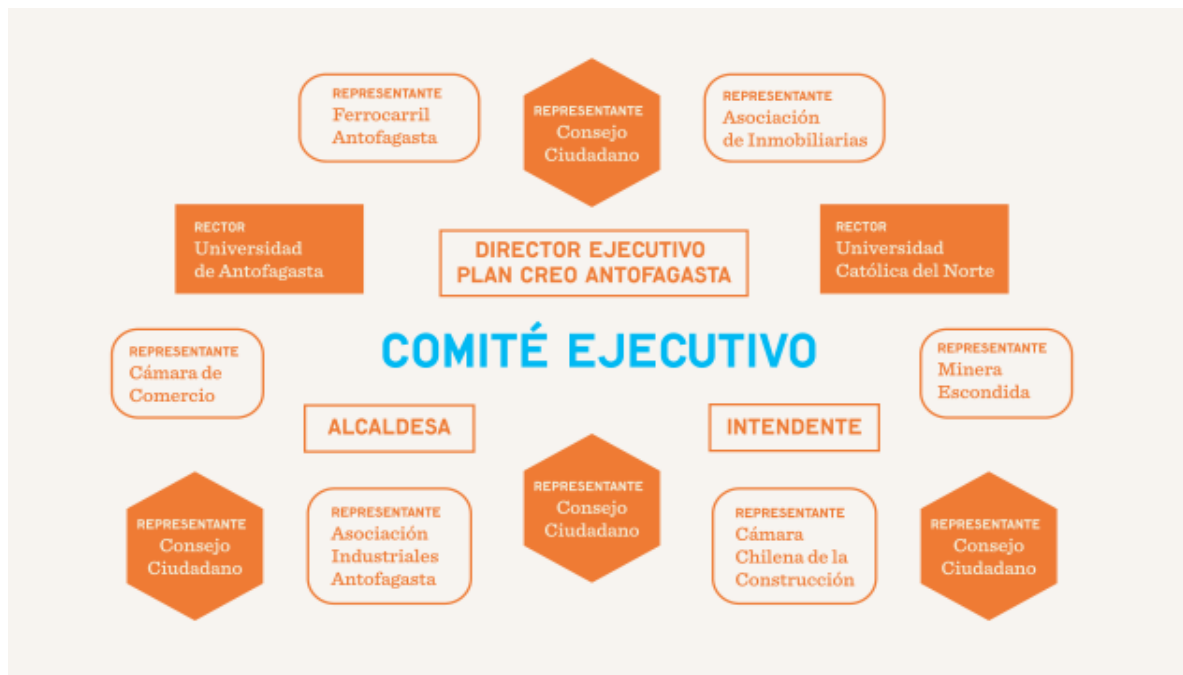 REPRESENTANTE
Ferrocarril
Antofagasta
REPRESENTANTE
Consejo
Ciudadano
REPRESENTANTE
Asociación
de Inmobiliarias
RECTOR
Universidad
de Antofagasta
DIRECTOR EJECUTIVO
PLAN CREO ANTOFAGASTA
RECTOR
Universidad
Católica del Norte
COMITÉ EJECUTIVO
REPRESENTANTE
Cámara de
Comercio
REPRESENTANTE
Minera
Escondida
ALCALDESA
INTENDENTE
REPRESENTANTE
Consejo
Ciudadano
REPRESENTANTE
Asociación
Industriales
Antofagasta
REPRESENTANTE
Consejo
Ciudadano
REPRESENTANTE
Cámara
Chilena de la
Construcción
REPRESENTANTE
Consejo
Ciudadano